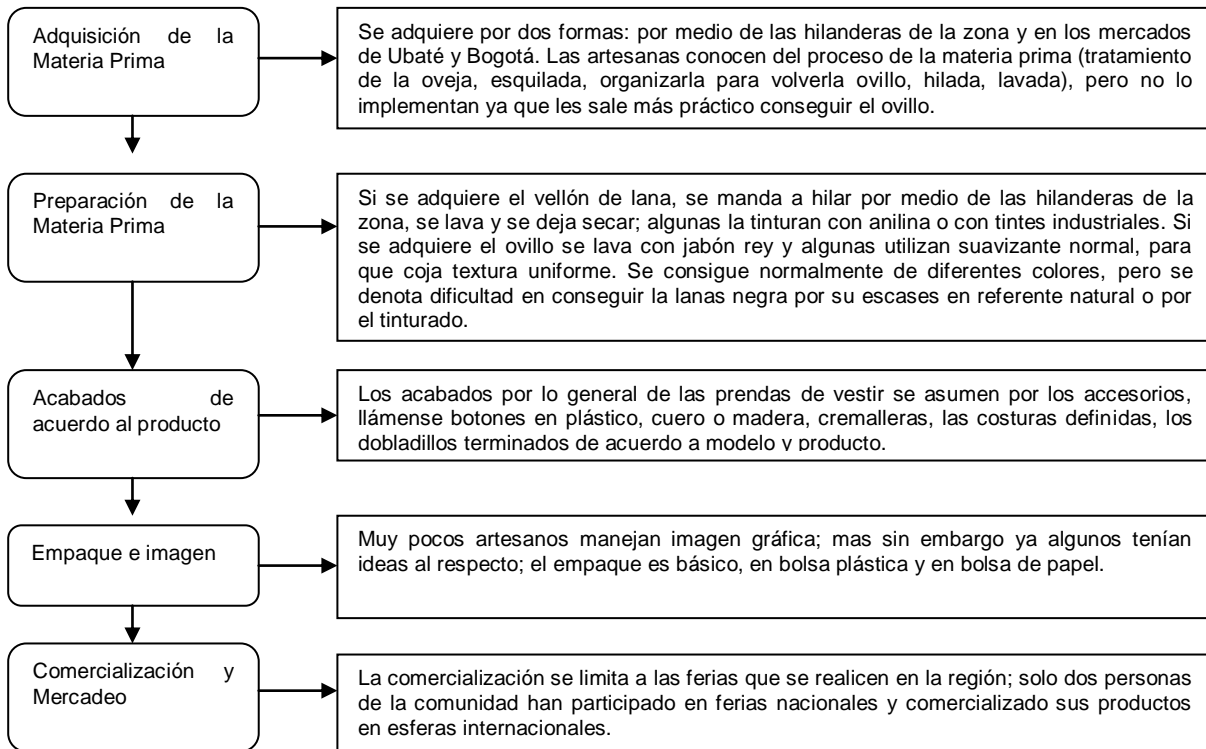 Adquisición de la
Materia Prima
Se adquiere por dos formas: por medio de las hilanderas de la zona y en los mercados
de Ubaté y Bogotá. Las artesanas conocen del proceso de la materia prima (tratamiento
de la oveja, esquilada, organizarla para volverla ovillo, hilada, lavada), pero no lo
implementan ya que les sale más práctico conseguir el ovillo.
Preparación de la
Materia Prima
Si se adquiere el vellón de lana, se manda a hilar por medio de las hilanderas de la
zona, se lava y se deja secar; algunas la tinturan con anilina o con tintes industriales. Si
se adquiere el ovillo se lava con jabón rey y algunas utilizan suavizante normal, para
que coja textura uniforme. Se consigue normalmente de diferentes colores, pero se
denota dificultad en conseguir la lanas negra por su escases en referente natural o por
el tinturado.
Acabados de
acuerdo al producto
Los acabados por lo general de las prendas de vestir se asumen por los accesorios,
llámense botones en plástico, cuero o madera, cremalleras, las costuras definidas, los
dobladillos terminados de acuerdo a modelo y producto.
Empaque e imagen
Muy pocos artesanos manejan imagen gráfica; mas sin embargo ya algunos tenían
ideas al respecto; el empaque es básico, en bolsa plástica y en bolsa de papel.
Comercialización y
Mercadeo
La comercialización se limita a las ferias que se realicen en la región; solo dos personas
de la comunidad han participado en ferias nacionales y comercializado sus productos
en esferas internacionales.